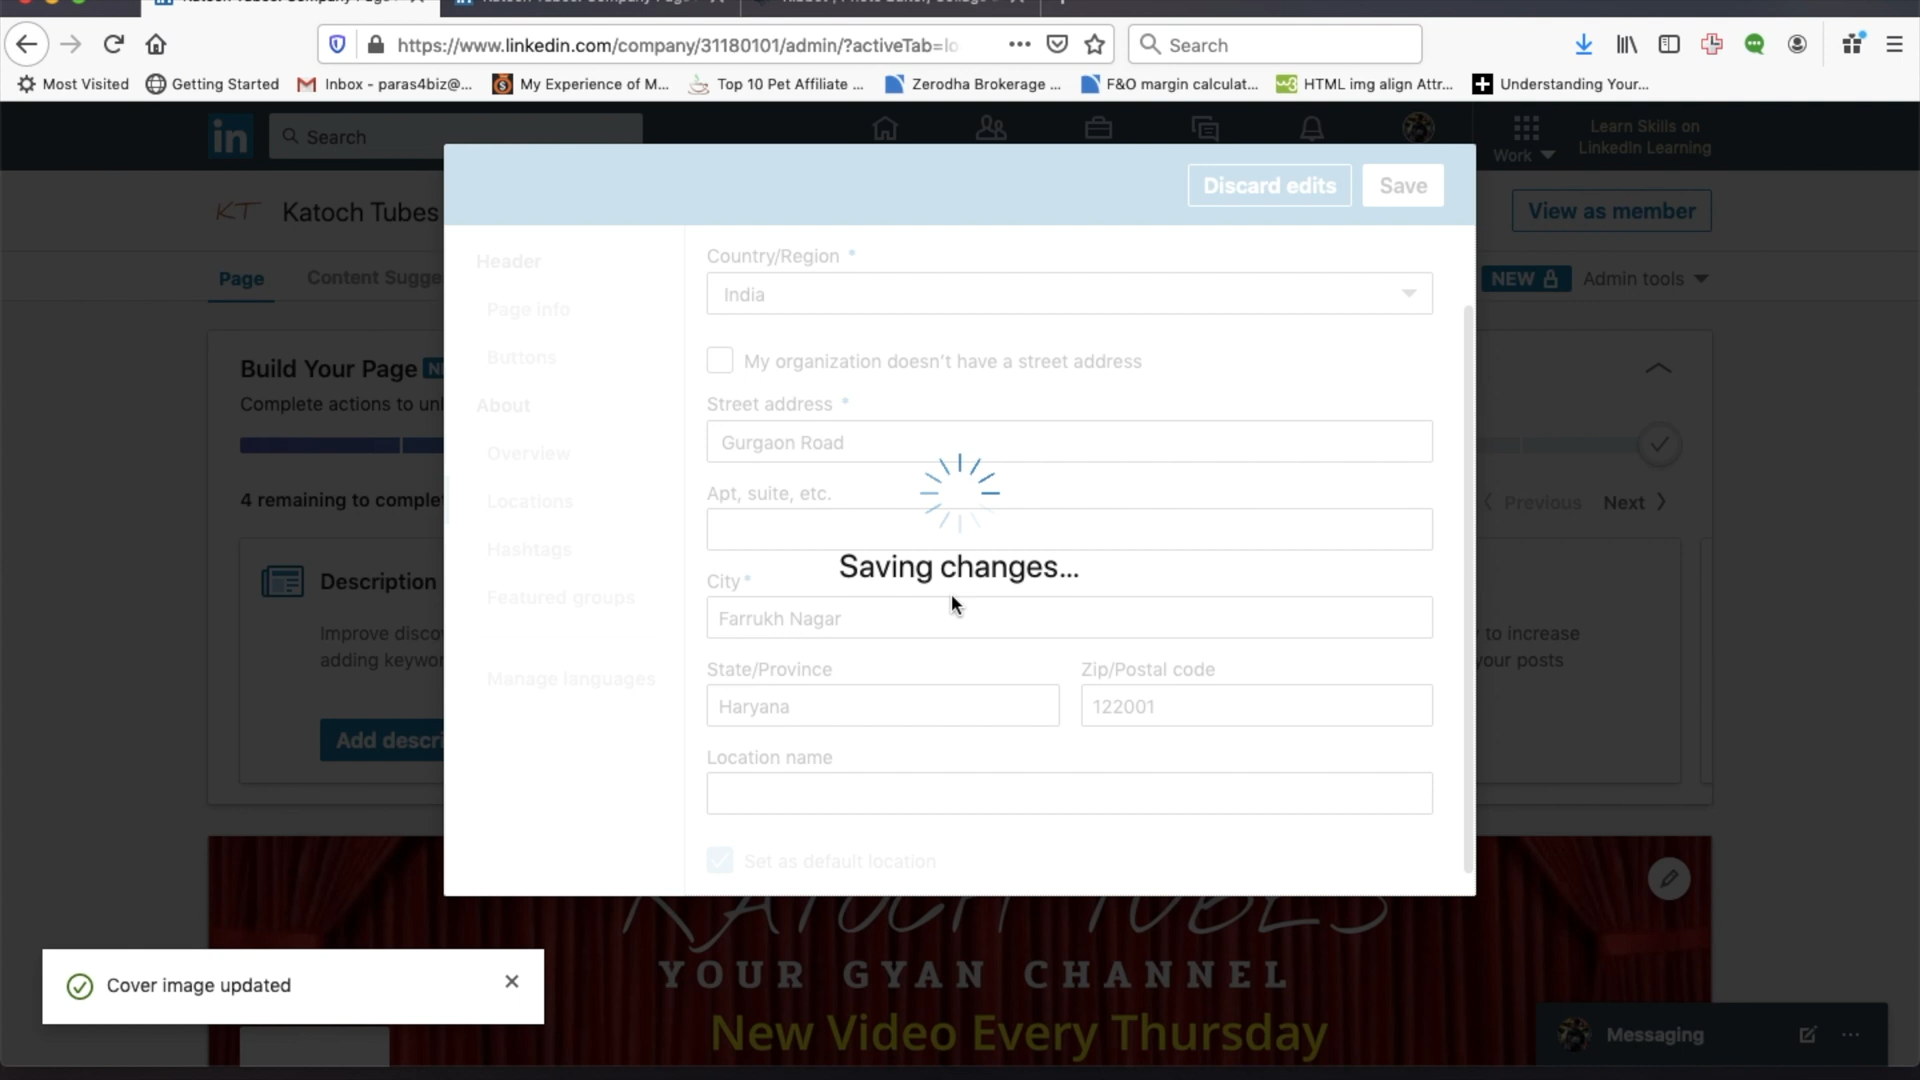 https://www.linkedin.com/company/31180101/admin/?activeTab=lo
Search
Most Visited
Getting Started
Inbox - paras4biz@...
My Experience of M...
Top 10 Pet Affiliate ...
Zerodha Brokerage ...
F&O margin calculat...
HTML img align Attr...
Understanding Your...
in
Search
Work
Learn Skills on
LinkedIn Learning
Discard edits
Save
KT
Katoch Tubes
View as member
Page
Content Sugge
NEW
Admin tools
Header
Page info
Buttons
About
Overview
Locations
Hashtags
Featured groups
Manage languages
Country/Region *
India
My organization doesn't have a street address
Street address *
Gurgaon Road
Apt, suite, etc.
Saving changes...
City *
Farrukh Nagar
State/Province
Zip/Postal code
Haryana
122001
Location name
Set as default location
Build Your Page
Complete actions to unl
4 remaining to comple
Previous
Next
Description
Improve disco
adding keywor
Add descri
to increase
your posts
KATOCH TUBES
YOUR GYAN CHANNEL
New Video Every Thursday
Cover image updated
Messaging